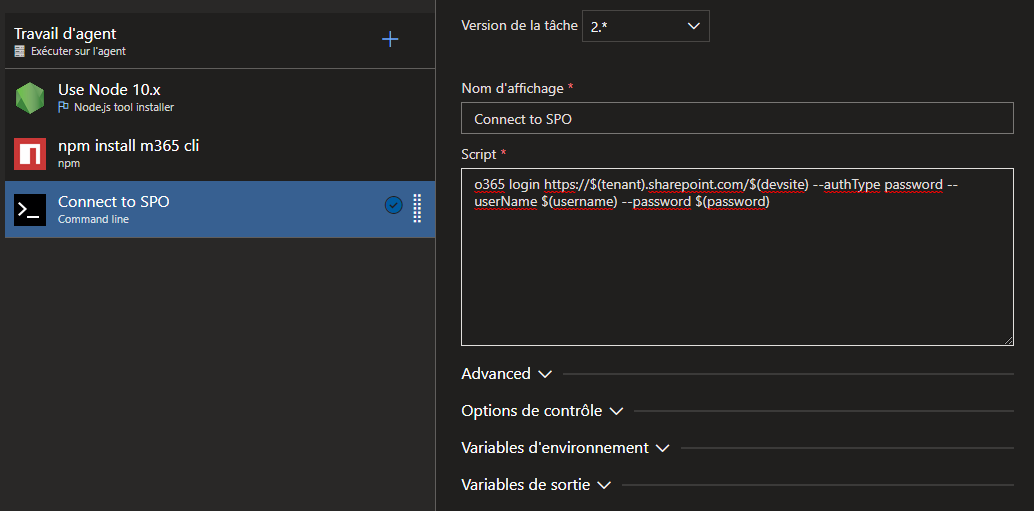 Travail d'agent
Exécuter sur l'agent
Use Node 10.x
Node.js tool installer
npm install m365 cli
npm
Connect to SPO
Command line
Version de la tâche 2.*
Nom d'affichage *
Connect to SPO
Script *
o365 login https://$(tenant).sharepoint.com/$(devsite) --authType password --
userName $(username) --password $(password)
Advanced
Options de contrôle
Variables d'environnement
Variables de sortie